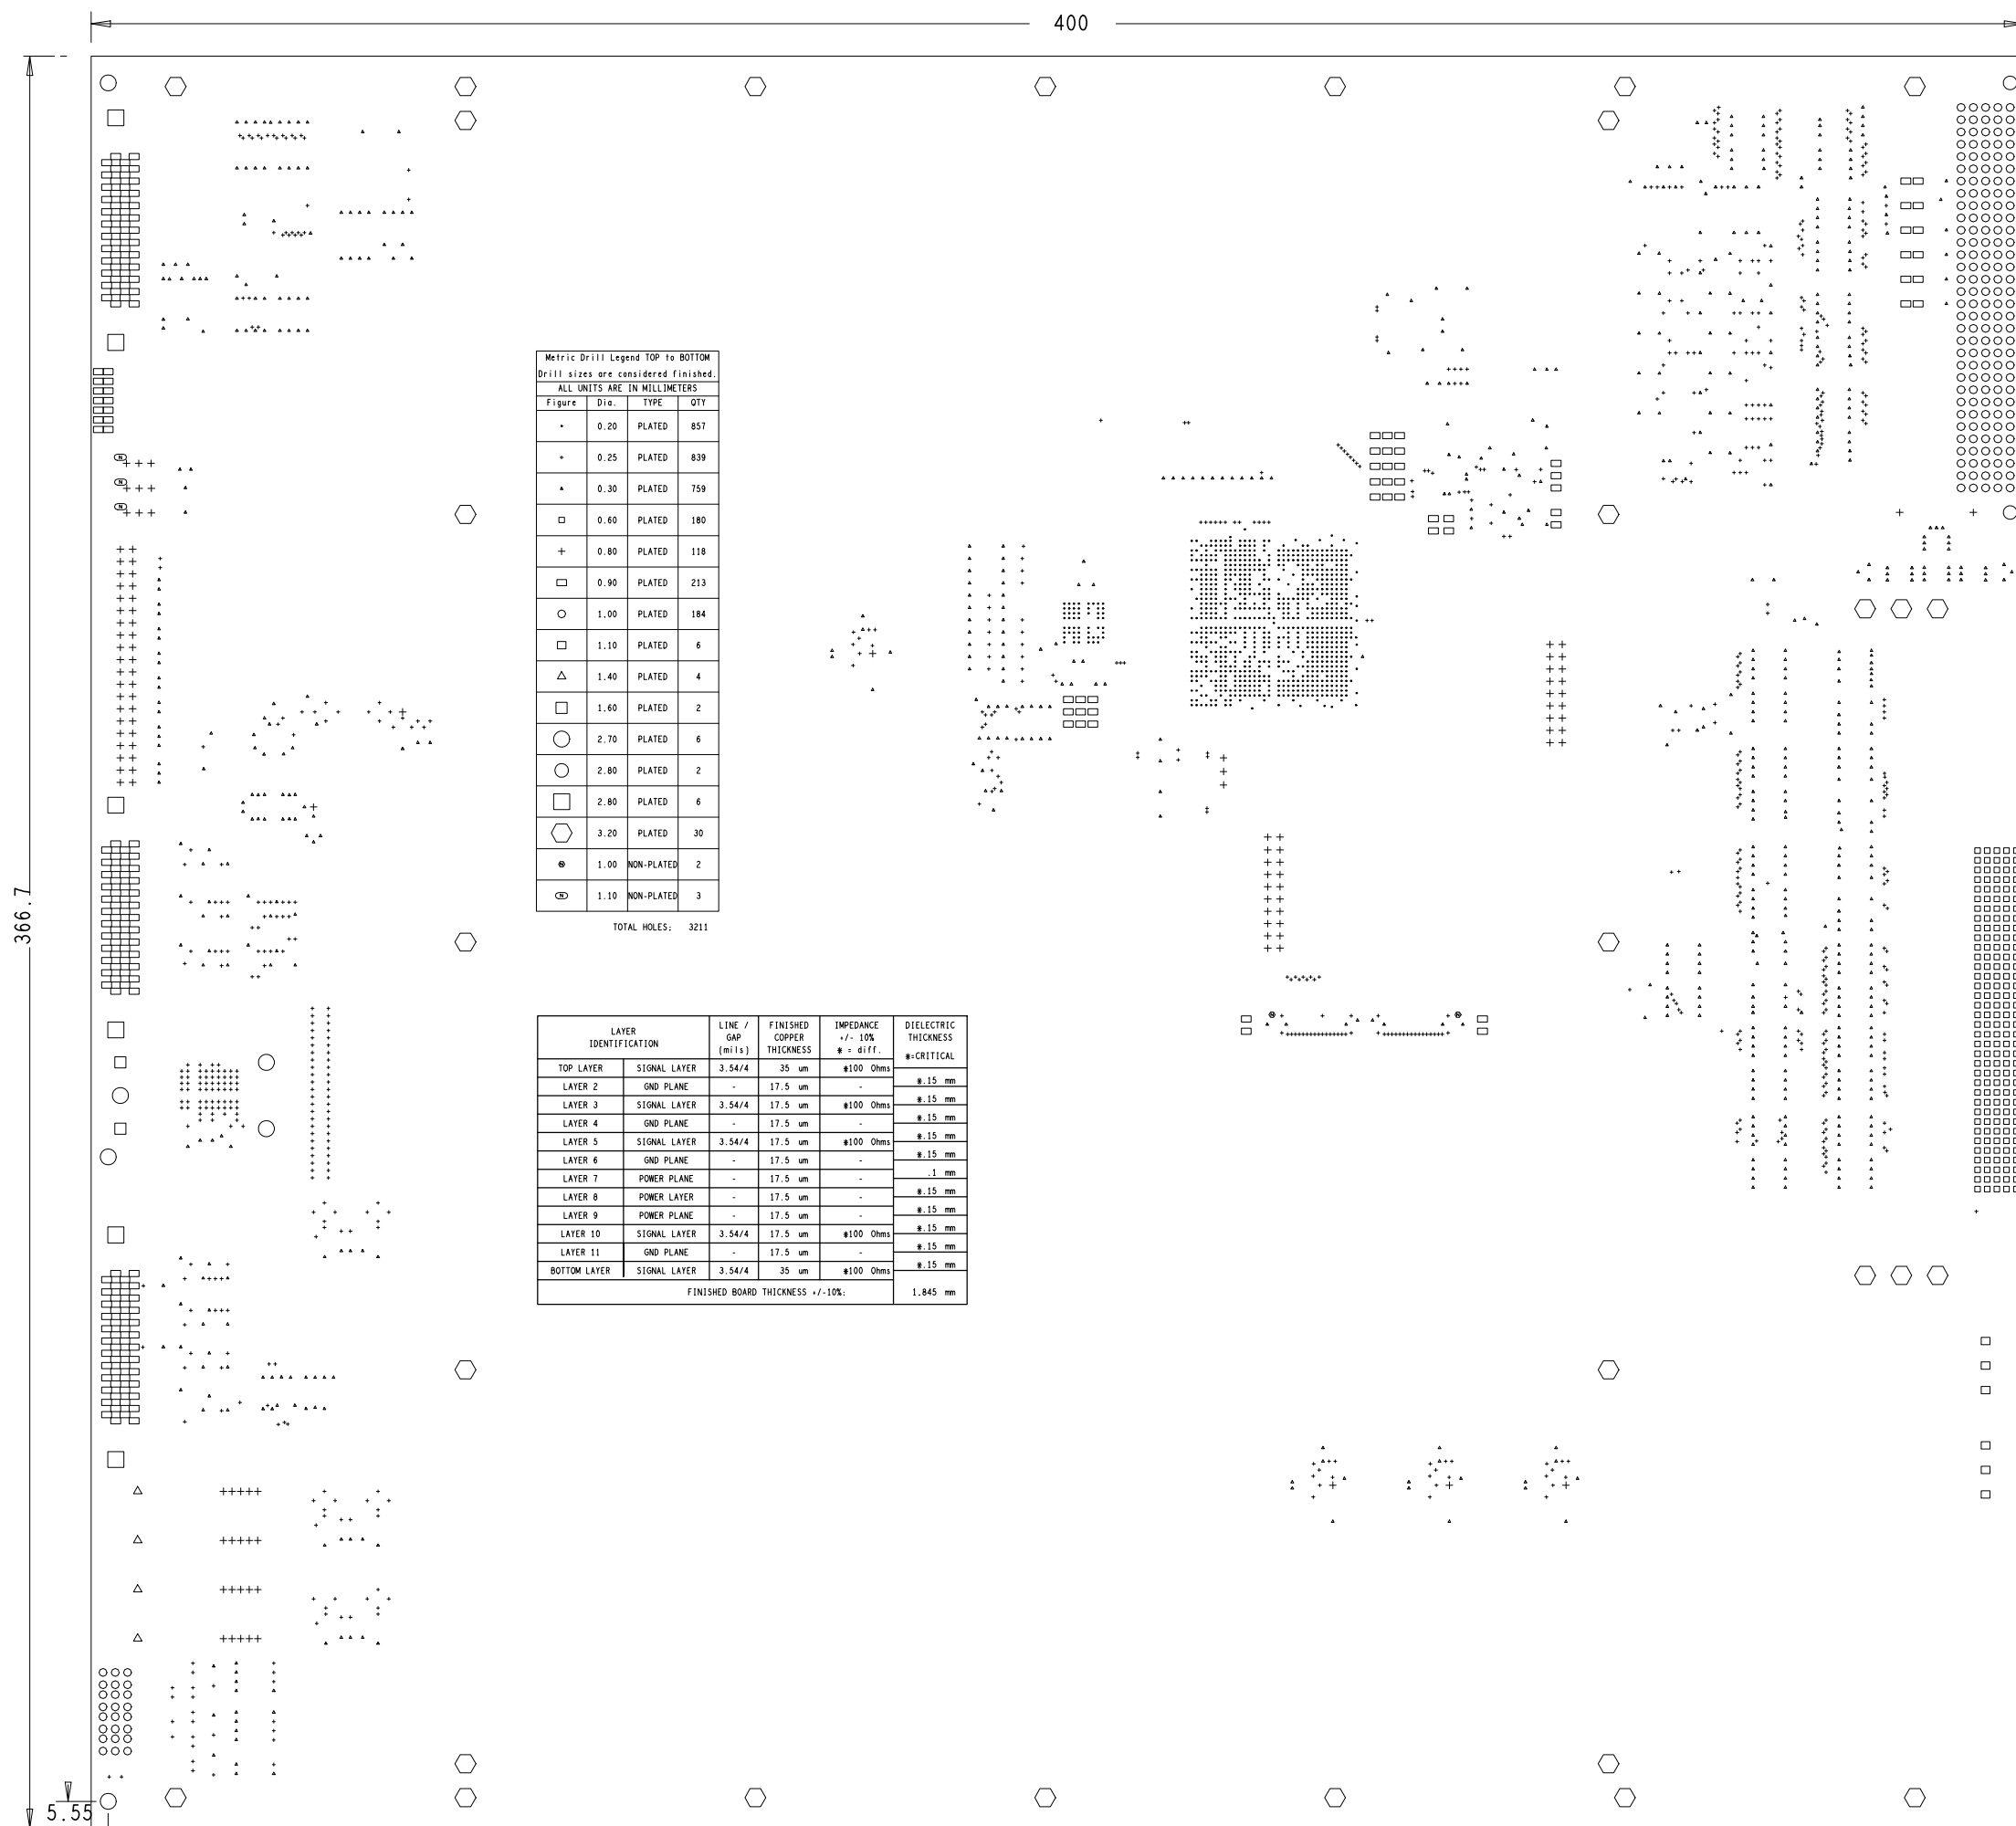 400
366.7
5.55
Metric Drill Legend TOP to BOTTOM
Drill sizes are considered finished.
ALL UNITS ARE IN MILLIMETERS
Figure Dia. TYPE QTY
0.20 PLATED 857
0.25 PLATED 839
0.30 PLATED 759
0.60 PLATED 180
0.80 PLATED 118
0.90 PLATED 213
1.00 PLATED 184
1.10 PLATED 6
1.40 PLATED 4
1.60 PLATED 2
2.70 PLATED 6
2.80 PLATED 2
2.80 PLATED 6
3.20 PLATED 30
N 1.00 NON-PLATED 2
N 1.10 NON-PLATED 3
TOTAL HOLES: 3211
LAYER IDENTIFICATION
LINE / GAP (mils)
FINISHED COPPER THICKNESS
IMPEDANCE +/- 10% * = diff.
DIELECTRIC THICKNESS *=CRITICAL
TOP LAYER SIGNAL LAYER 3.54/4 35 um *100 Ohms
*.15 mm
LAYER 2 GND PLANE - 17.5 um -
*.15 mm
LAYER 3 SIGNAL LAYER 3.54/4 17.5 um *100 Ohms
*.15 mm
LAYER 4 GND PLANE - 17.5 um -
*.15 mm
LAYER 5 SIGNAL LAYER 3.54/4 17.5 um *100 Ohms
*.15 mm
LAYER 6 GND PLANE - 17.5 um -
.1 mm
LAYER 7 POWER PLANE - 17.5 um -
*.15 mm
LAYER 8 POWER LAYER - 17.5 um -
*.15 mm
LAYER 9 POWER PLANE - 17.5 um -
*.15 mm
LAYER 10 SIGNAL LAYER 3.54/4 17.5 um *100 Ohms
*.15 mm
LAYER 11 GND PLANE - 17.5 um -
*.15 mm
BOTTOM LAYER SIGNAL LAYER 3.54/4 35 um *100 Ohms
FINISHED BOARD THICKNESS +/-10%: 1.845 mm
N
N
N
N
N